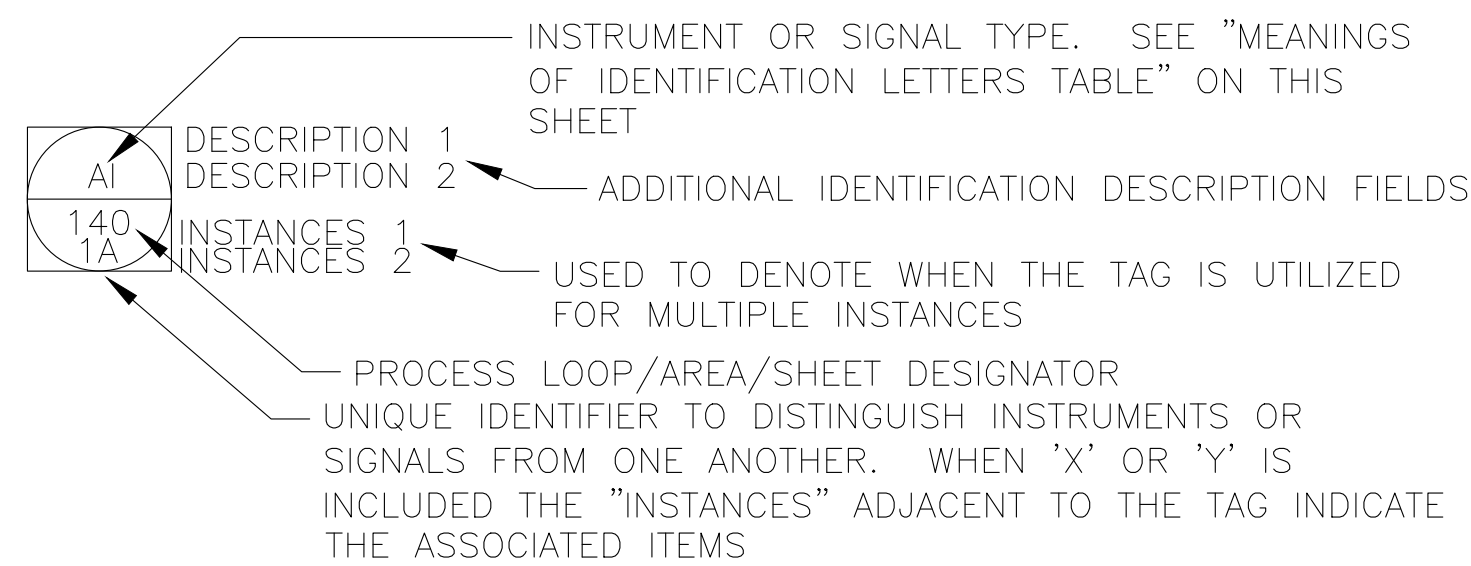 INSTRUMENT OR SIGNAL TYPE. SEE "MEANINGS
OF IDENTIFICATION LETTERS TABLE" ON THIS
SHEET
AI
DESCRIPTION 1
DESCRIPTION 2
ADDITIONAL IDENTIFICATION DESCRIPTION FIELDS
140
1A
INSTANCES 1
INSTANCES 2
USED TO DENOTE WHEN THE TAG IS UTILIZED
FOR MULTIPLE INSTANCES
PROCESS LOOP/AREA/SHEET DESIGNATOR
UNIQUE IDENTIFIER TO DISTINGUISH INSTRUMENTS OR
SIGNALS FROM ONE ANOTHER. WHEN 'X' OR 'Y' IS
INCLUDED THE "INSTANCES" ADJACENT TO THE TAG INDICATE
THE ASSOCIATED ITEMS